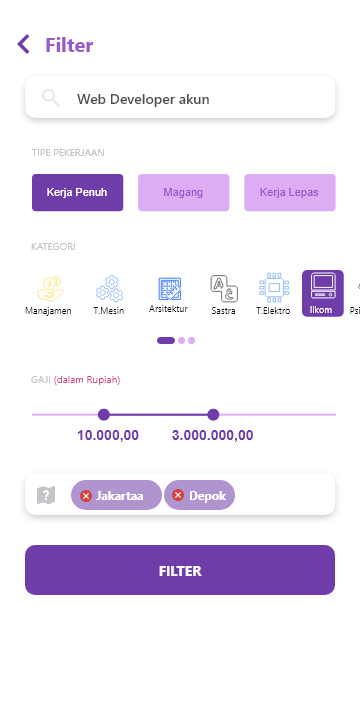 Filter
Web Developer akun
TIPE PEKERJAAN
Kerja Penuh Magang Kerja Lepas
KATEGORI
Manajamen T.Mesin Arsitektur Sastra T.Elektro Ilkom Psi
GAJI (dalam Rupiah)
10.000,00 3.000.000,00
Jakartaa Depok
FILTER